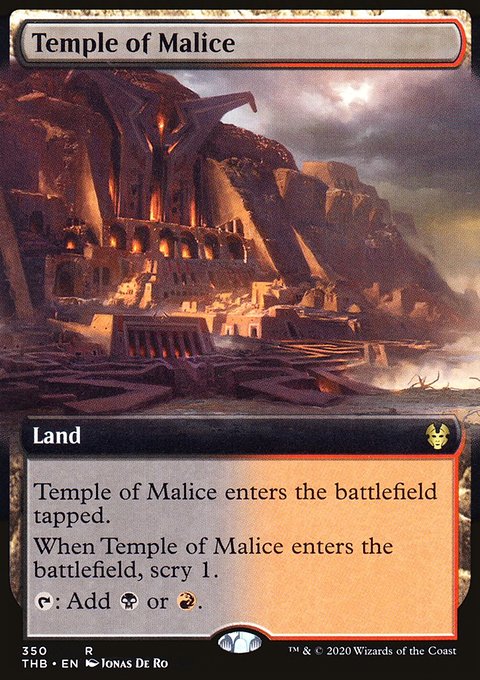 Temple of Malice
Land
Temple of Malice enters the battlefield
tapped.
When Temple of Malice enters the
battlefield, scry 1.
: Add or .
350 R
THB • EN Jonas De Ro
™ & © 2020 Wizards of the Coast